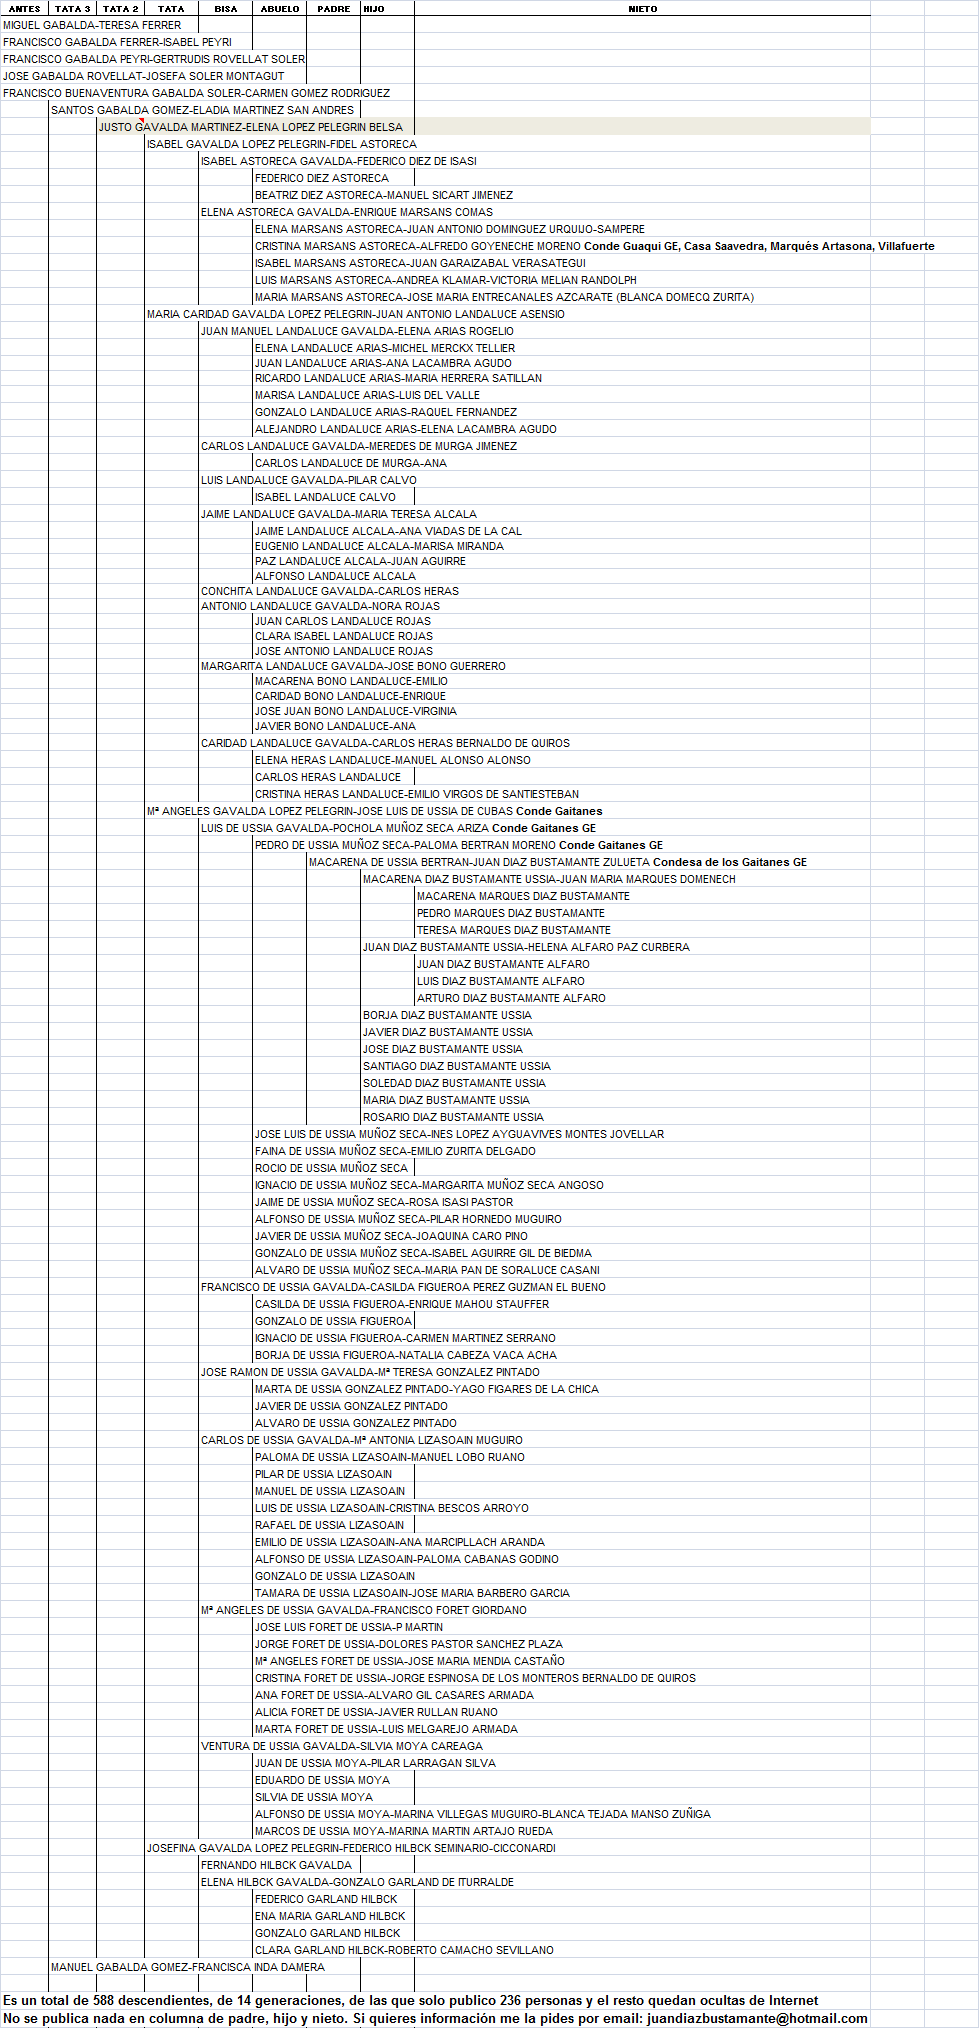 ANTES TATA 3 TATA 2 TATA BISA ABUELO PADRE HIJO NIETO
MIGUEL GABALDA-TERESA FERRER
FRANCISCO GABALDA FERRER-ISABEL PEYRI
FRANCISCO GABALDA PEYRI-GERTRUDIS ROVELLAT SOLER
JOSE GABALDA ROVELLAT-JOSEFA SOLER MONTAGUT
FRANCISCO BUENAVENTURA GABALDA SOLER-CARMEN GOMEZ RODRIGUEZ
SANTOS GABALDA GOMEZ-ELADIA MARTINEZ SAN ANDRES
JUSTO GAVALDA MARTINEZ-ELENA LOPEZ PELEGRIN BELSA
ISABEL GAVALDA LOPEZ PELEGRIN-FIDEL ASTORECA
ISABEL ASTORECA GAVALDA-FEDERICO DIEZ DE ISASI
FEDERICO DIEZ ASTORECA
BEATRIZ DIEZ ASTORECA-MANUEL SICART JIMENEZ
ELENA ASTORECA GAVALDA-ENRIQUE MARSANS COMAS
ELENA MARSANS ASTORECA-JUAN ANTONIO DOMINGUEZ URQUIJO-SAMPERE
CRISTINA MARSANS ASTORECA-ALFREDO GOYENECHE MORENO Conde Guaqui GE, Casa Saavedra, Marqués Artasona, Villafuerte
ISABEL MARSANS ASTORECA-JUAN GARAIZABAL VERASATEGUI
LUIS MARSANS ASTORECA-ANDREA KLAMAR-VICTORIA MELIAN RANDOLPH
MARIA MARSANS ASTORECA-JOSE MARIA ENTRECANALES AZCARATE (BLANCA DOMECQ ZURITA)
MARIA CARIDAD GAVALDA LOPEZ PELEGRIN-JUAN ANTONIO LANDALUCE ASENSIO
JUAN MANUEL LANDALUCE GAVALDA-ELENA ARIAS ROGELIO
ELENA LANDALUCE ARIAS-MICHEL MERCKX TELLIER
JUAN LANDALUCE ARIAS-ANA LACAMBRA AGUDO
RICARDO LANDALUCE ARIAS-MARIA HERRERA SATILLAN
MARISA LANDALUCE ARIAS-LUIS DEL VALLE
GONZALO LANDALUCE ARIAS-RAQUEL FERNANDEZ
ALEJANDRO LANDALUCE ARIAS-ELENA LACAMBRA AGUDO
CARLOS LANDALUCE GAVALDA-MEREDES DE MURGA JIMENEZ
CARLOS LANDALUCE DE MURGA-ANA
LUIS LANDALUCE GAVALDA-PILAR CALVO
ISABEL LANDALUCE CALVO
JAIME LANDALUCE GAVALDA-MARIA TERESA ALCALA
JAIME LANDALUCE ALCALA-ANA VIADAS DE LA CAL
EUGENIO LANDALUCE ALCALA-MARISA MIRANDA
PAZ LANDALUCE ALCALA-JUAN AGUIRRE
ALFONSO LANDALUCE ALCALA
CONCHITA LANDALUCE GAVALDA-CARLOS HERAS
ANTONIO LANDALUCE GAVALDA-NORA ROJAS
JUAN CARLOS LANDALUCE ROJAS
CLARA ISABEL LANDALUCE ROJAS
JOSE ANTONIO LANDALUCE ROJAS
MARGARITA LANDALUCE GAVALDA-JOSE BONO GUERRERO
MACARENA BONO LANDALUCE-EMILIO
CARIDAD BONO LANDALUCE-ENRIQUE
JOSE JUAN BONO LANDALUCE-VIRGINIA
JAVIER BONO LANDALUCE-ANA
CARIDAD LANDALUCE GAVALDA-CARLOS HERAS BERNALDO DE QUIROS
ELENA HERAS LANDALUCE-MANUEL ALONSO ALONSO
CARLOS HERAS LANDALUCE
CRISTINA HERAS LANDALUCE-EMILIO VIRGOS DE SANTIESTEBAN
Mª ANGELES GAVALDA LOPEZ PELEGRIN-JOSE LUIS DE USSIA DE CUBAS Conde Gaitanes
LUIS DE USSIA GAVALDA-POCHOLA MUÑOZ SECA ARIZA Conde Gaitanes GE
PEDRO DE USSIA MUÑOZ SECA-PALOMA BERTRAN MORENO Conde Gaitanes GE
MACARENA DE USSIA BERTRAN-JUAN DIAZ BUSTAMANTE ZULUETA Condesa de los Gaitanes GE
MACARENA DIAZ BUSTAMANTE USSIA-JUAN MARIA MARQUES DOMENECH
MACARENA MARQUES DIAZ BUSTAMANTE
PEDRO MARQUES DIAZ BUSTAMANTE
TERESA MARQUES DIAZ BUSTAMANTE
JUAN DIAZ BUSTAMANTE USSIA-HELENA ALFARO PAZ CURBERA
JUAN DIAZ BUSTAMANTE ALFARO
LUIS DIAZ BUSTAMANTE ALFARO
ARTURO DIAZ BUSTAMANTE ALFARO
BORJA DIAZ BUSTAMANTE USSIA
JAVIER DIAZ BUSTAMANTE USSIA
JOSE DIAZ BUSTAMANTE USSIA
SANTIAGO DIAZ BUSTAMANTE USSIA
SOLEDAD DIAZ BUSTAMANTE USSIA
MARIA DIAZ BUSTAMANTE USSIA
ROSARIO DIAZ BUSTAMANTE USSIA
JOSE LUIS DE USSIA MUÑOZ SECA-INES LOPEZ AYGUAVIVES MONTES JOVELLAR
FAINA DE USSIA MUÑOZ SECA-EMILIO ZURITA DELGADO
ROCIO DE USSIA MUÑOZ SECA
IGNACIO DE USSIA MUÑOZ SECA-MARGARITA MUÑOZ SECA ANGOSO
JAIME DE USSIA MUÑOZ SECA-ROSA ISASI PASTOR
ALFONSO DE USSIA MUÑOZ SECA-PILAR HORNEDO MUGUIRO
JAVIER DE USSIA MUÑOZ SECA-JOAQUINA CARO PINO
GONZALO DE USSIA MUÑOZ SECA-ISABEL AGUIRRE GIL DE BIEDMA
ALVARO DE USSIA MUÑOZ SECA-MARIA PAN DE SORALUCE CASANI
FRANCISCO DE USSIA GAVALDA-CASILDA FIGUEROA PEREZ GUZMAN EL BUENO
CASILDA DE USSIA FIGUEROA-ENRIQUE MAHOU STAUFFER
GONZALO DE USSIA FIGUEROA
IGNACIO DE USSIA FIGUEROA-CARMEN MARTINEZ SERRANO
BORJA DE USSIA FIGUEROA-NATALIA CABEZA VACA ACHA
JOSE RAMON DE USSIA GAVALDA-Mª TERESA GONZALEZ PINTADO
MARTA DE USSIA GONZALEZ PINTADO-YAGO FIGARES DE LA CHICA
JAVIER DE USSIA GONZALEZ PINTADO
ALVARO DE USSIA GONZALEZ PINTADO
CARLOS DE USSIA GAVALDA-Mª ANTONIA LIZASOAIN MUGUIRO
PALOMA DE USSIA LIZASOAIN-MANUEL LOBO RUANO
PILAR DE USSIA LIZASOAIN
MANUEL DE USSIA LIZASOAIN
LUIS DE USSIA LIZASOAIN-CRISTINA BESCOS ARROYO
RAFAEL DE USSIA LIZASOAIN
EMILIO DE USSIA LIZASOAIN-ANA MARCIPLLACH ARANDA
ALFONSO DE USSIA LIZASOAIN-PALOMA CABANAS GODINO
GONZALO DE USSIA LIZASOAIN
TAMARA DE USSIA LIZASOAIN-JOSE MARIA BARBERO GARCIA
Mª ANGELES DE USSIA GAVALDA-FRANCISCO FORET GIORDANO
JOSE LUIS FORET DE USSIA-P MARTIN
JORGE FORET DE USSIA-DOLORES PASTOR SANCHEZ PLAZA
Mª ANGELES FORET DE USSIA-JOSE MARIA MENDIA CASTAÑO
CRISTINA FORET DE USSIA-JORGE ESPINOSA DE LOS MONTEROS BERNALDO DE QUIROS
ANA FORET DE USSIA-ALVARO GIL CASARES ARMADA
ALICIA FORET DE USSIA-JAVIER RULLAN RUANO
MARTA FORET DE USSIA-LUIS MELGAREJO ARMADA
VENTURA DE USSIA GAVALDA-SILVIA MOYA CAREAGA
JUAN DE USSIA MOYA-PILAR LARRAGAN SILVA
EDUARDO DE USSIA MOYA
SILVIA DE USSIA MOYA
ALFONSO DE USSIA MOYA-MARINA VILLEGAS MUGUIRO-BLANCA TEJADA MANSO ZUÑIGA
MARCOS DE USSIA MOYA-MARINA MARTIN ARTAJO RUEDA
JOSEFINA GAVALDA LOPEZ PELEGRIN-FEDERICO HILBCK SEMINARIO-CICCONARDI
FERNANDO HILBCK GAVALDA
ELENA HILBCK GAVALDA-GONZALO GARLAND DE ITURRALDE
FEDERICO GARLAND HILBCK
ENA MARIA GARLAND HILBCK
GONZALO GARLAND HILBCK
CLARA GARLAND HILBCK-ROBERTO CAMACHO SEVILLANO
MANUEL GABALDA GOMEZ-FRANCISCA INDA DAMERA
Es un total de 588 descendientes, de 14 generaciones, de las que solo publico 236 personas y el resto quedan ocultas de Internet
No se publica nada en columna de padre, hijo y nieto. Si quieres información me la pides por email: juandiazbustamante@hotmail.com